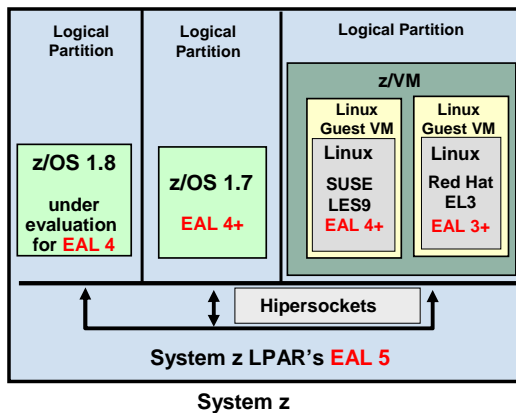 Logical
Partition
z/OS 1.8
under
evaluation
for EAL 4
Logical
Partition
z/OS 1.7
EAL 4+
Logical Partition
z/VM
Linux
Guest VM
Linux
SUSE
LES9
EAL 4+
Linux
Guest VM
Linux
Red Hat
EL3
EAL 3+
Hipersockets
System z LPAR's EAL 5
System z